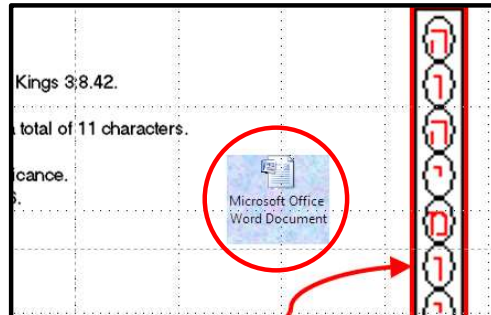 Kings 3;8.42.
total of 11 characters.
icance.
Microsoft Office
Word Document
ה
ו
ה
י
מ
ו